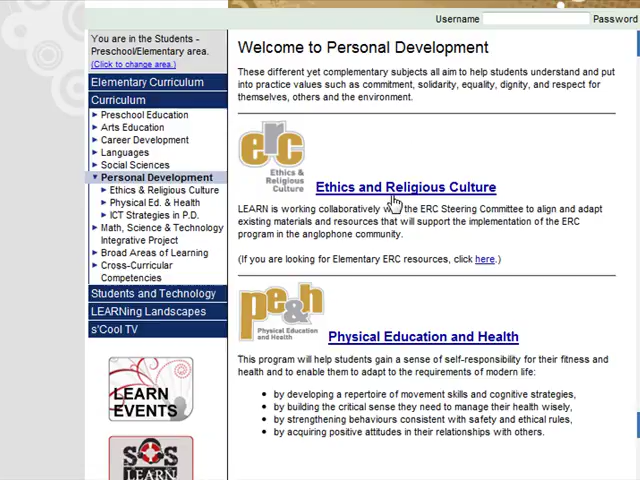 Username
Password
You are in the Students -
Preschool/Elementary area.
(Click to change area.)
Elementary Curriculum
Curriculum
Preschool Education
Arts Education
Career Development
Languages
Social Sciences
Personal Development
Ethics & Religious Culture
Physical Ed. & Health
ICT Strategies in P.D.
Math, Science & Technology
Integrative Project
Broad Areas of Learning
Cross-Curricular
Competencies
Students and Technology
LEARNing Landscapes
s'Cool TV
LEARN
EVENTS
SOS
LEARN
Welcome to Personal Development
These different yet complementary subjects all aim to help students understand and put
into practice values such as commitment, solidarity, equality, dignity, and respect for
themselves, others and the environment.
erc
Ethics &
Religious
Culture
Ethics and Religious Culture
LEARN is working collaboratively with the ERC Steering Committee to align and adapt
existing materials and resources that will support the implementation of the ERC
program in the anglophone community.
(If you are looking for Elementary ERC resources, click here.)
pe&h
Physical Education
and Health
Physical Education and Health
This program will help students gain a sense of self-responsibility for their fitness and
health and to enable them to adapt to the requirements of modern life:
by developing a repertoire of movement skills and cognitive strategies,
by building the critical sense they need to manage their health wisely,
by strengthening behaviours consistent with safety and ethical rules,
by acquiring positive attitudes in their relationships with others.